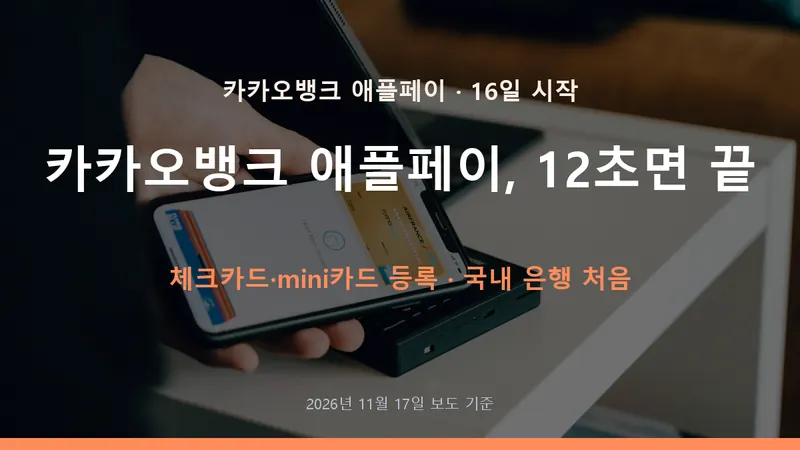 카카오뱅크 애플페이 · 16일 시작
카카오뱅크 애플페이, 12초면 끝
체크카드·mini카드 등록 · 국내 은행 처음
2026년 11월 17일 보도 기준